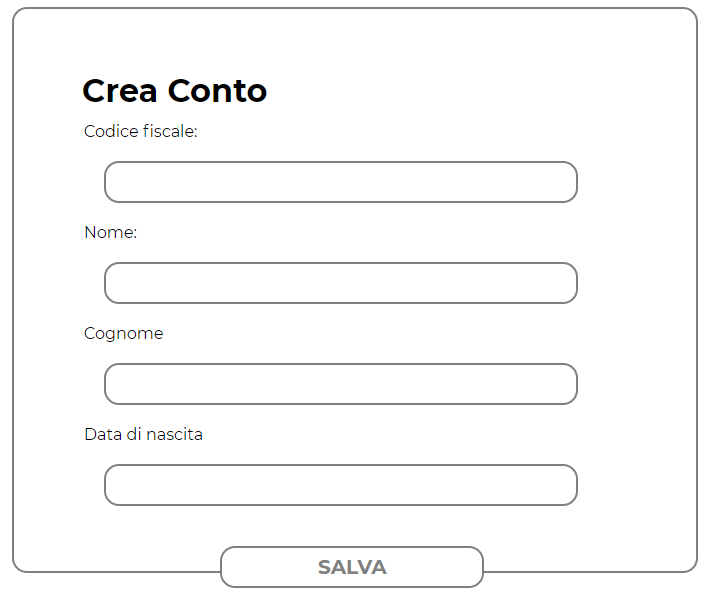 Crea Conto
Codice fiscale:
Nome:
Cognome
Data di nascita
SALVA